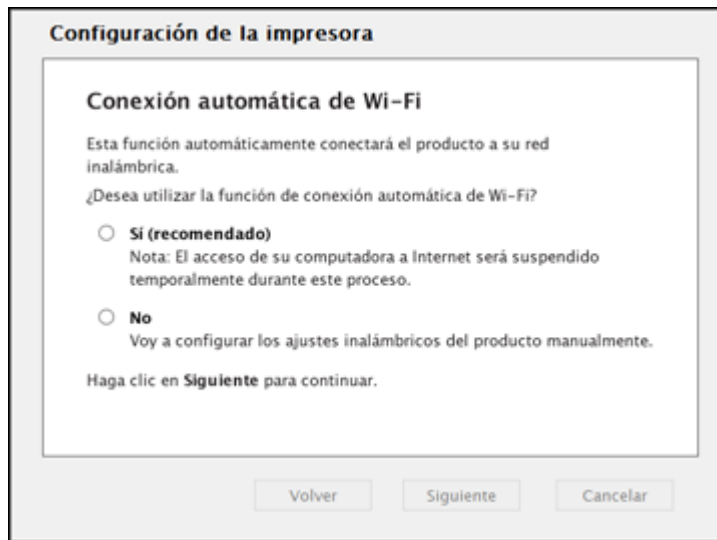 Configuración de la impresora
Conexión automática de Wi-Fi
Esta función automáticamente conectará el producto a su red
inalámbrica.
¿Desea utilizar la función de conexión automática de Wi-Fi?
Sí (recomendado)
Nota: El acceso de su computadora a Internet será suspendido
temporalmente durante este proceso.
No
Voy a configurar los ajustes inalámbricos del producto manualmente.
Haga clic en Siguiente para continuar.
Volver
Siguiente
Cancelar